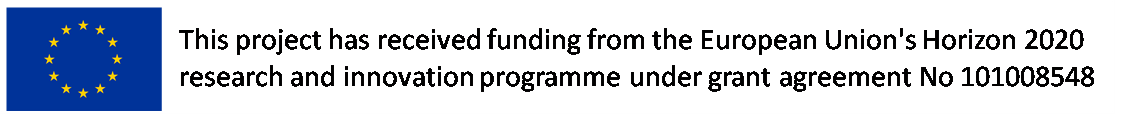 This project has received funding from the European Union's Horizon 2020
research and innovation programme under grant agreement No 101008548